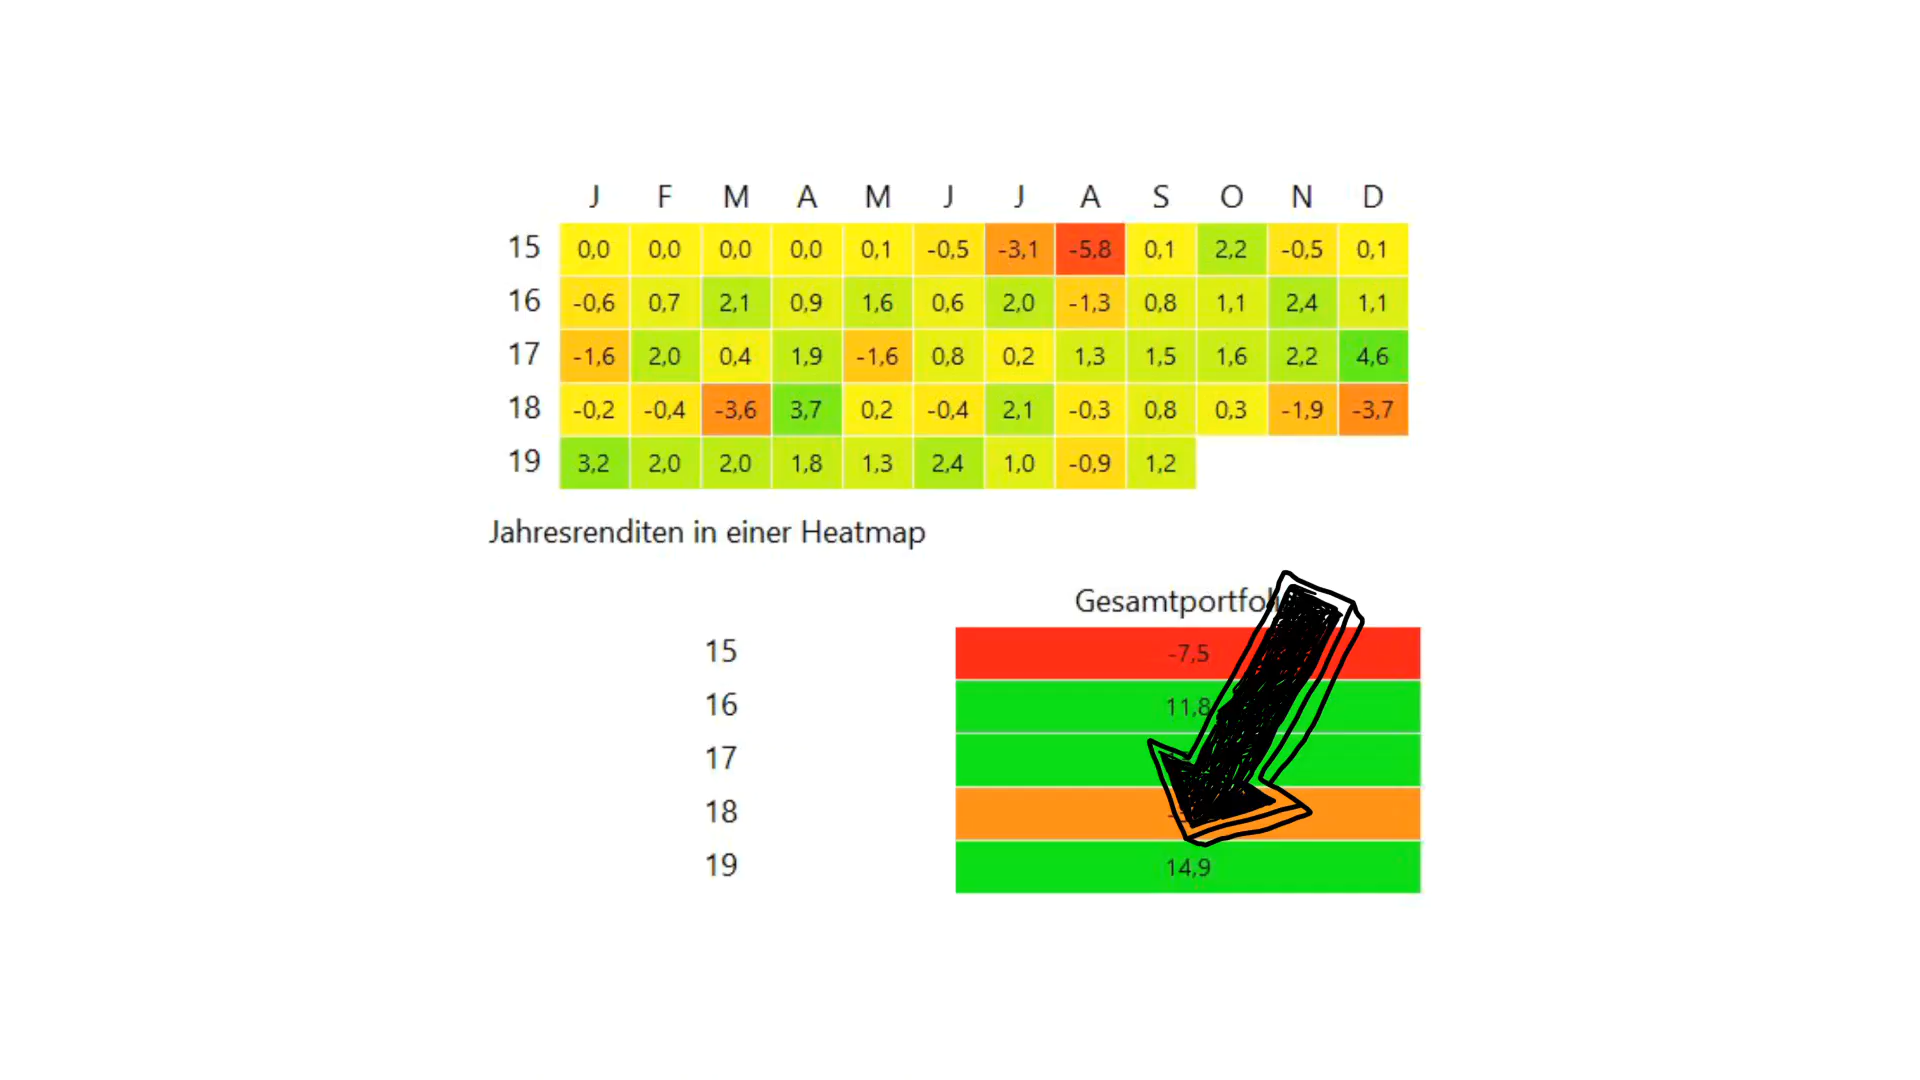 J F M A M J J A S O N D
15 0,0 0,0 0,0 0,0 0,1 -0,5 -3,1 -5,8 0,1 2,2 -0,5 0,1
16 -0,6 0,7 2,1 0,9 1,6 0,6 2,0 -1,3 0,8 1,1 2,4 1,1
17 -1,6 2,0 0,4 1,9 -1,6 0,8 0,2 1,3 1,5 1,6 2,2 4,6
18 -0,2 -0,4 -3,6 3,7 0,2 -0,4 2,1 -0,3 0,8 0,3 -1,9 -3,7
19 3,2 2,0 2,0 1,8 1,3 2,4 1,0 -0,9 1,2
Jahresrenditen in einer Heatmap
15 -7,5
16 11,8
17
18
19 14,9